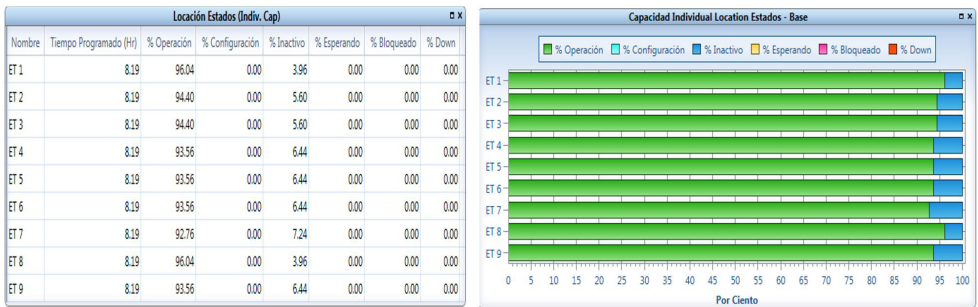 Locación Estados (Indiv. Cap)
Nombre Tiempo Programado (Hr) % Operación % Configuración % Inactivo % Esperando % Bloqueado % Down
ET 1 8.19 96.04 0.00 3.96 0.00 0.00 0.00
ET 2 8.19 94.40 0.00 5.60 0.00 0.00 0.00
ET 3 8.19 94.40 0.00 5.60 0.00 0.00 0.00
ET 4 8.19 93.56 0.00 6.44 0.00 0.00 0.00
ET 5 8.19 93.56 0.00 6.44 0.00 0.00 0.00
ET 6 8.19 93.56 0.00 6.44 0.00 0.00 0.00
ET 7 8.19 92.76 0.00 7.24 0.00 0.00 0.00
ET 8 8.19 96.04 0.00 3.96 0.00 0.00 0.00
ET 9 8.19 93.56 0.00 6.44 0.00 0.00 0.00
Capacidad Individual Location Estados - Base
% Operación % Configuración % Inactivo % Esperando % Bloqueado % Down
ET 1
ET 2
ET 3
ET 4
ET 5
ET 6
ET 7
ET 8
ET 9
0 5 10 15 20 25 30 35 40 45 50 55 60 65 70 75 80 85 90 95 100
Por Ciento